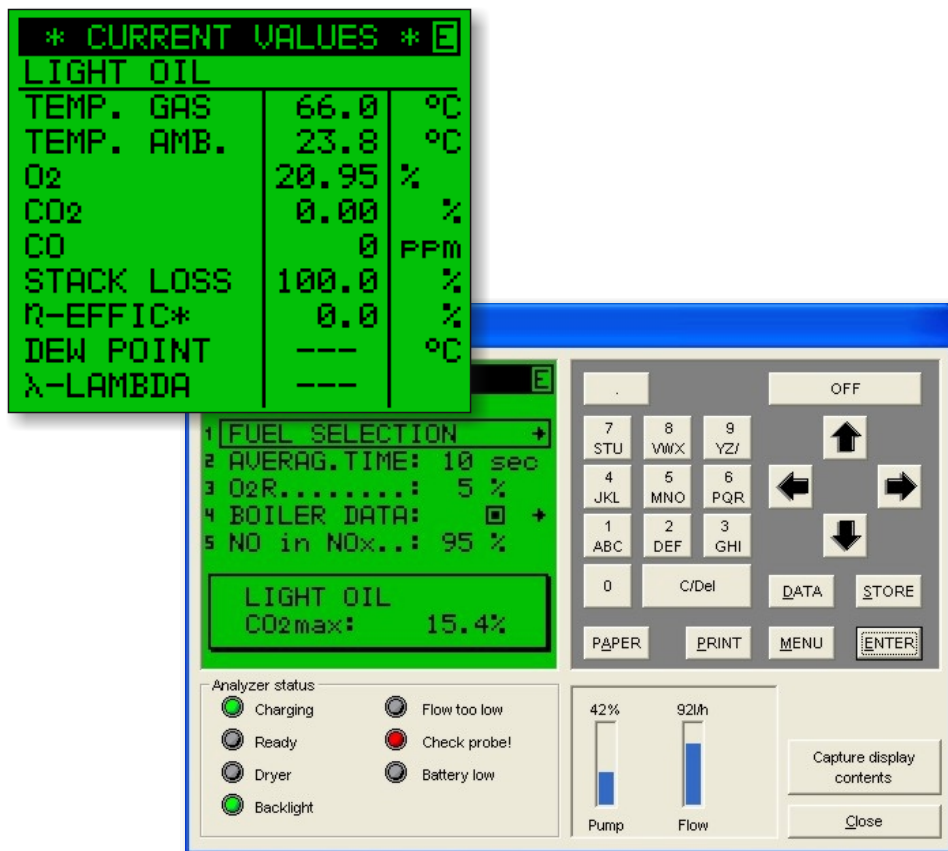 * CURRENT VALUES * E
LIGHT OIL
TEMP. GAS 66.0 °C
TEMP. AMB. 23.8 °C
O2 20.95 %
CO2 0.00 %
CO 0 ppm
STACK LOSS 100.0 %
η-EFFIC* 0.0 %
DEW POINT --- °C
λ-LAMBDA ---
E
1 FUEL SELECTION →
2 AVERAG.TIME: 10 sec
3 O2R........: 5 %
4 BOILER DATA: ▣ →
5 NO in NOx..: 95 %
LIGHT OIL
CO2max: 15.4%
. OFF
7 8 9
STU VWX YZ/
4 5 6
JKL MNO PQR
1 2 3
ABC DEF GHI
0 C/Del DATA STORE
PAPER PRINT MENU ENTER
Analyzer status
Charging Flow too low
Ready Check probe!
Dryer Battery low
Backlight
42% 92l/h
Pump Flow
Capture display
contents
Close